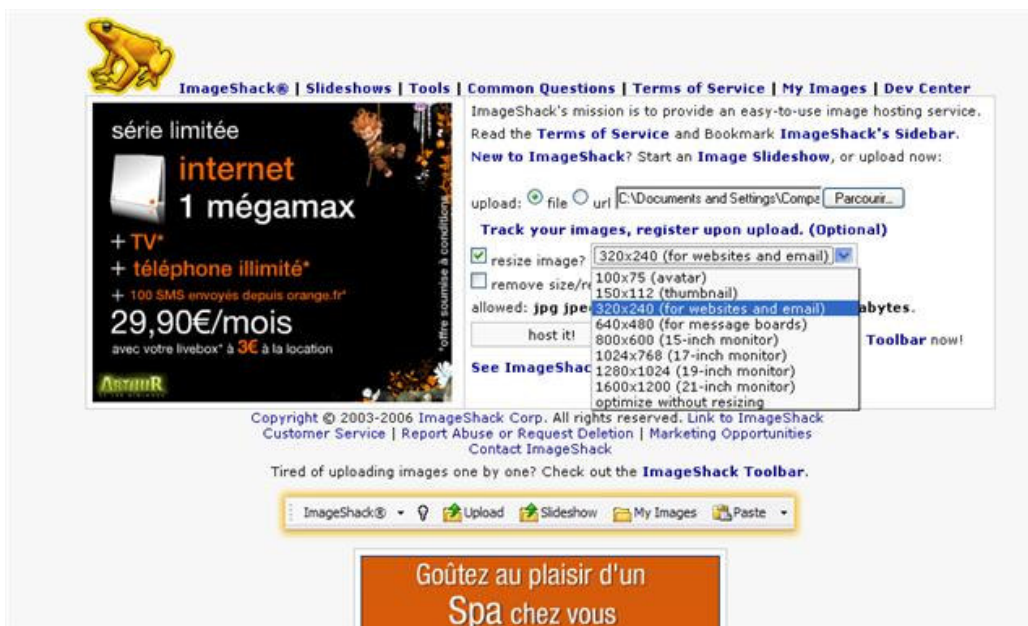 ImageShack® | Slideshows | Tools | Common Questions | Terms of Service | My Images | Dev Center
série limitée
internet
1 mégamax
+ TV*
+ téléphone illimité*
+ 100 SMS envoyés depuis orange.fr*
29,90€/mois
avec votre livebox* à 3€ à la location
*offre soumise à conditions
ARTHUR
ImageShack's mission is to provide an easy-to-use image hosting service.
Read the Terms of Service and Bookmark ImageShack's Sidebar.
New to ImageShack? Start an Image Slideshow, or upload now:
upload: file url C:\Documents and Settings\Compa Parcourir...
Track your images, register upon upload. (Optional)
resize image? 320x240 (for websites and email)
remove size/re
100x75 (avatar)
150x112 (thumbnail)
320x240 (for websites and email)
640x480 (for message boards)
800x600 (15-inch monitor)
1024x768 (17-inch monitor)
1280x1024 (19-inch monitor)
1600x1200 (21-inch monitor)
optimize without resizing
allowed: jpg jpe abytes.
host it! Toolbar now!
See ImageShac
Copyright © 2003-2006 ImageShack Corp. All rights reserved. Link to ImageShack
Customer Service | Report Abuse or Request Deletion | Marketing Opportunities
Contact ImageShack
Tired of uploading images one by one? Check out the ImageShack Toolbar.
ImageShack® Upload Slideshow My Images Paste
Goûtez au plaisir d'un
Spa chez vous